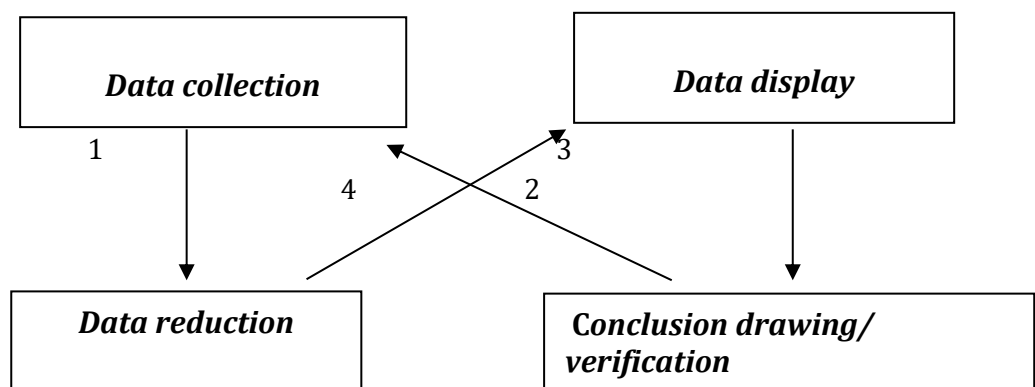 Data collection
Data display
1
3
4
2
Data reduction
Conclusion drawing/
verification